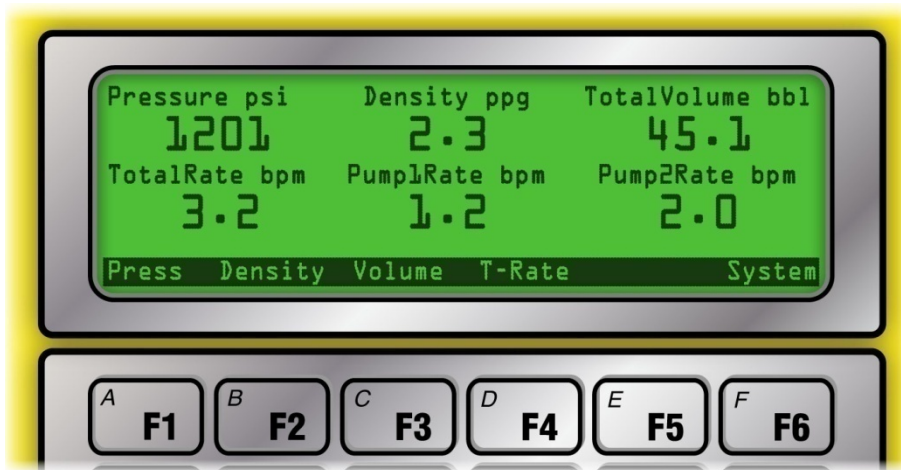 Pressure psi Density ppg TotalVolume bbl
1201 2.3 45.1
TotalRate bpm Pump1Rate bpm Pump2Rate bpm
3.2 1.2 2.0
Press Density Volume T-Rate System
A B C D E F
F1 F2 F3 F4 F5 F6